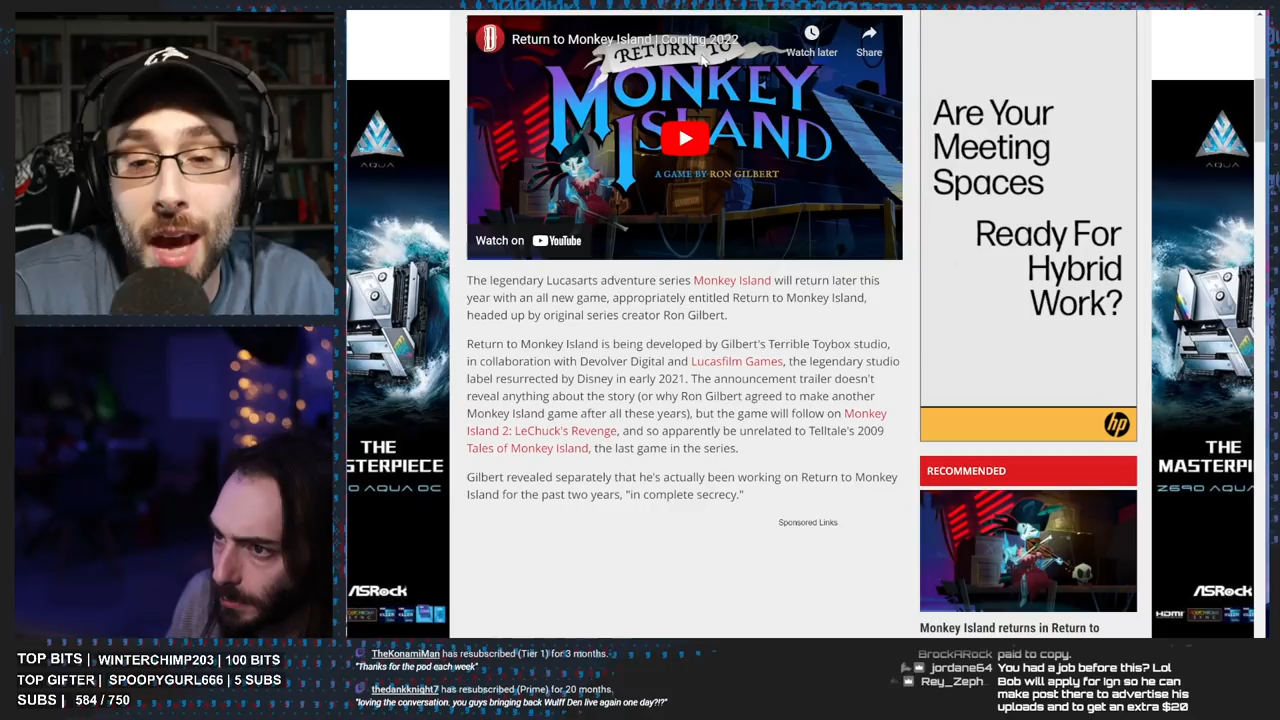 Return to Monkey Island | Coming 2022
Watch later
Share
RETURN TO
MONKEY
ISLAND
A GAME BY RON GILBERT
Watch on YouTube
The legendary Lucasarts adventure series Monkey Island will return later this
year with an all new game, appropriately entitled Return to Monkey Island,
headed up by original series creator Ron Gilbert.
Return to Monkey Island is being developed by Gilbert's Terrible Toybox studio,
in collaboration with Devolver Digital and Lucasfilm Games, the legendary studio
label resurrected by Disney in early 2021. The announcement trailer doesn't
reveal anything about the story (or why Ron Gilbert agreed to make another
Monkey Island game after all these years), but the game will follow on Monkey
Island 2: LeChuck's Revenge, and so apparently be unrelated to Telltale's 2009
Tales of Monkey Island, the last game in the series.
Gilbert revealed separately that he's actually been working on Return to Monkey
Island for the past two years, "in complete secrecy."
Sponsored Links
Are Your
Meeting
Spaces
Ready For
Hybrid
Work?
hp
RECOMMENDED
Monkey Island returns in Return to
AQUA
THE
STERPIECE
0 AQUA OC
ASRock
AQUA
THE
MASTERPI
Z690 AQUA
ASRock
HDMI
TOP BITS | WINTERCHIMP203 | 100 BITS
TOP GIFTER | SPOOPYGURL666 | 5 SUBS
SUBS | 584 / 750
TheKonamiMan has resubscribed (Tier 1) for 3 months.
"Thanks for the pod each week"
thedankknight7 has resubscribed (Prime) for 20 months.
"loving the conversation. you guys bringing back Wulff Den live again one day?!?"
BrockARock paid to copy.
jordane64 You had a job before this? Lol
Rey_Zeph Bob will apply for ign so he can
make post there to advertise his
uploads and to get an extra $20